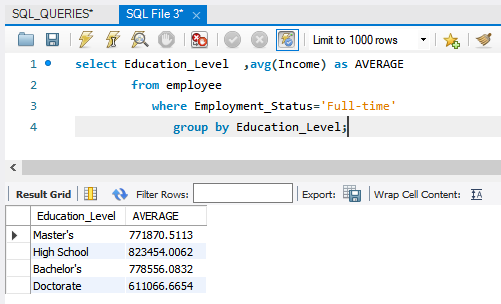 SQL_QUERIES* SQL File 3*
Limit to 1000 rows
1 select Education_Level ,avg(Income) as AVERAGE
2 from employee
3 where Employment_Status='Full-time'
4 group by Education_Level;
Result Grid Filter Rows: Export: Wrap Cell Content:
Education_Level AVERAGE
Master's 771870.5113
High School 823454.0062
Bachelor's 778556.0832
Doctorate 611066.6654